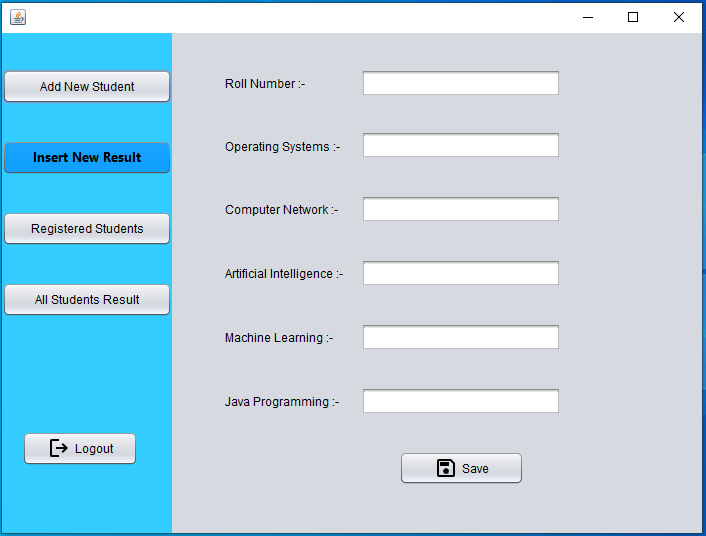 Add New Student
Insert New Result
Registered Students
All Students Result
Logout
Roll Number :-
Operating Systems :-
Computer Network :-
Artificial Intelligence :-
Machine Learning :-
Java Programming :-
Save